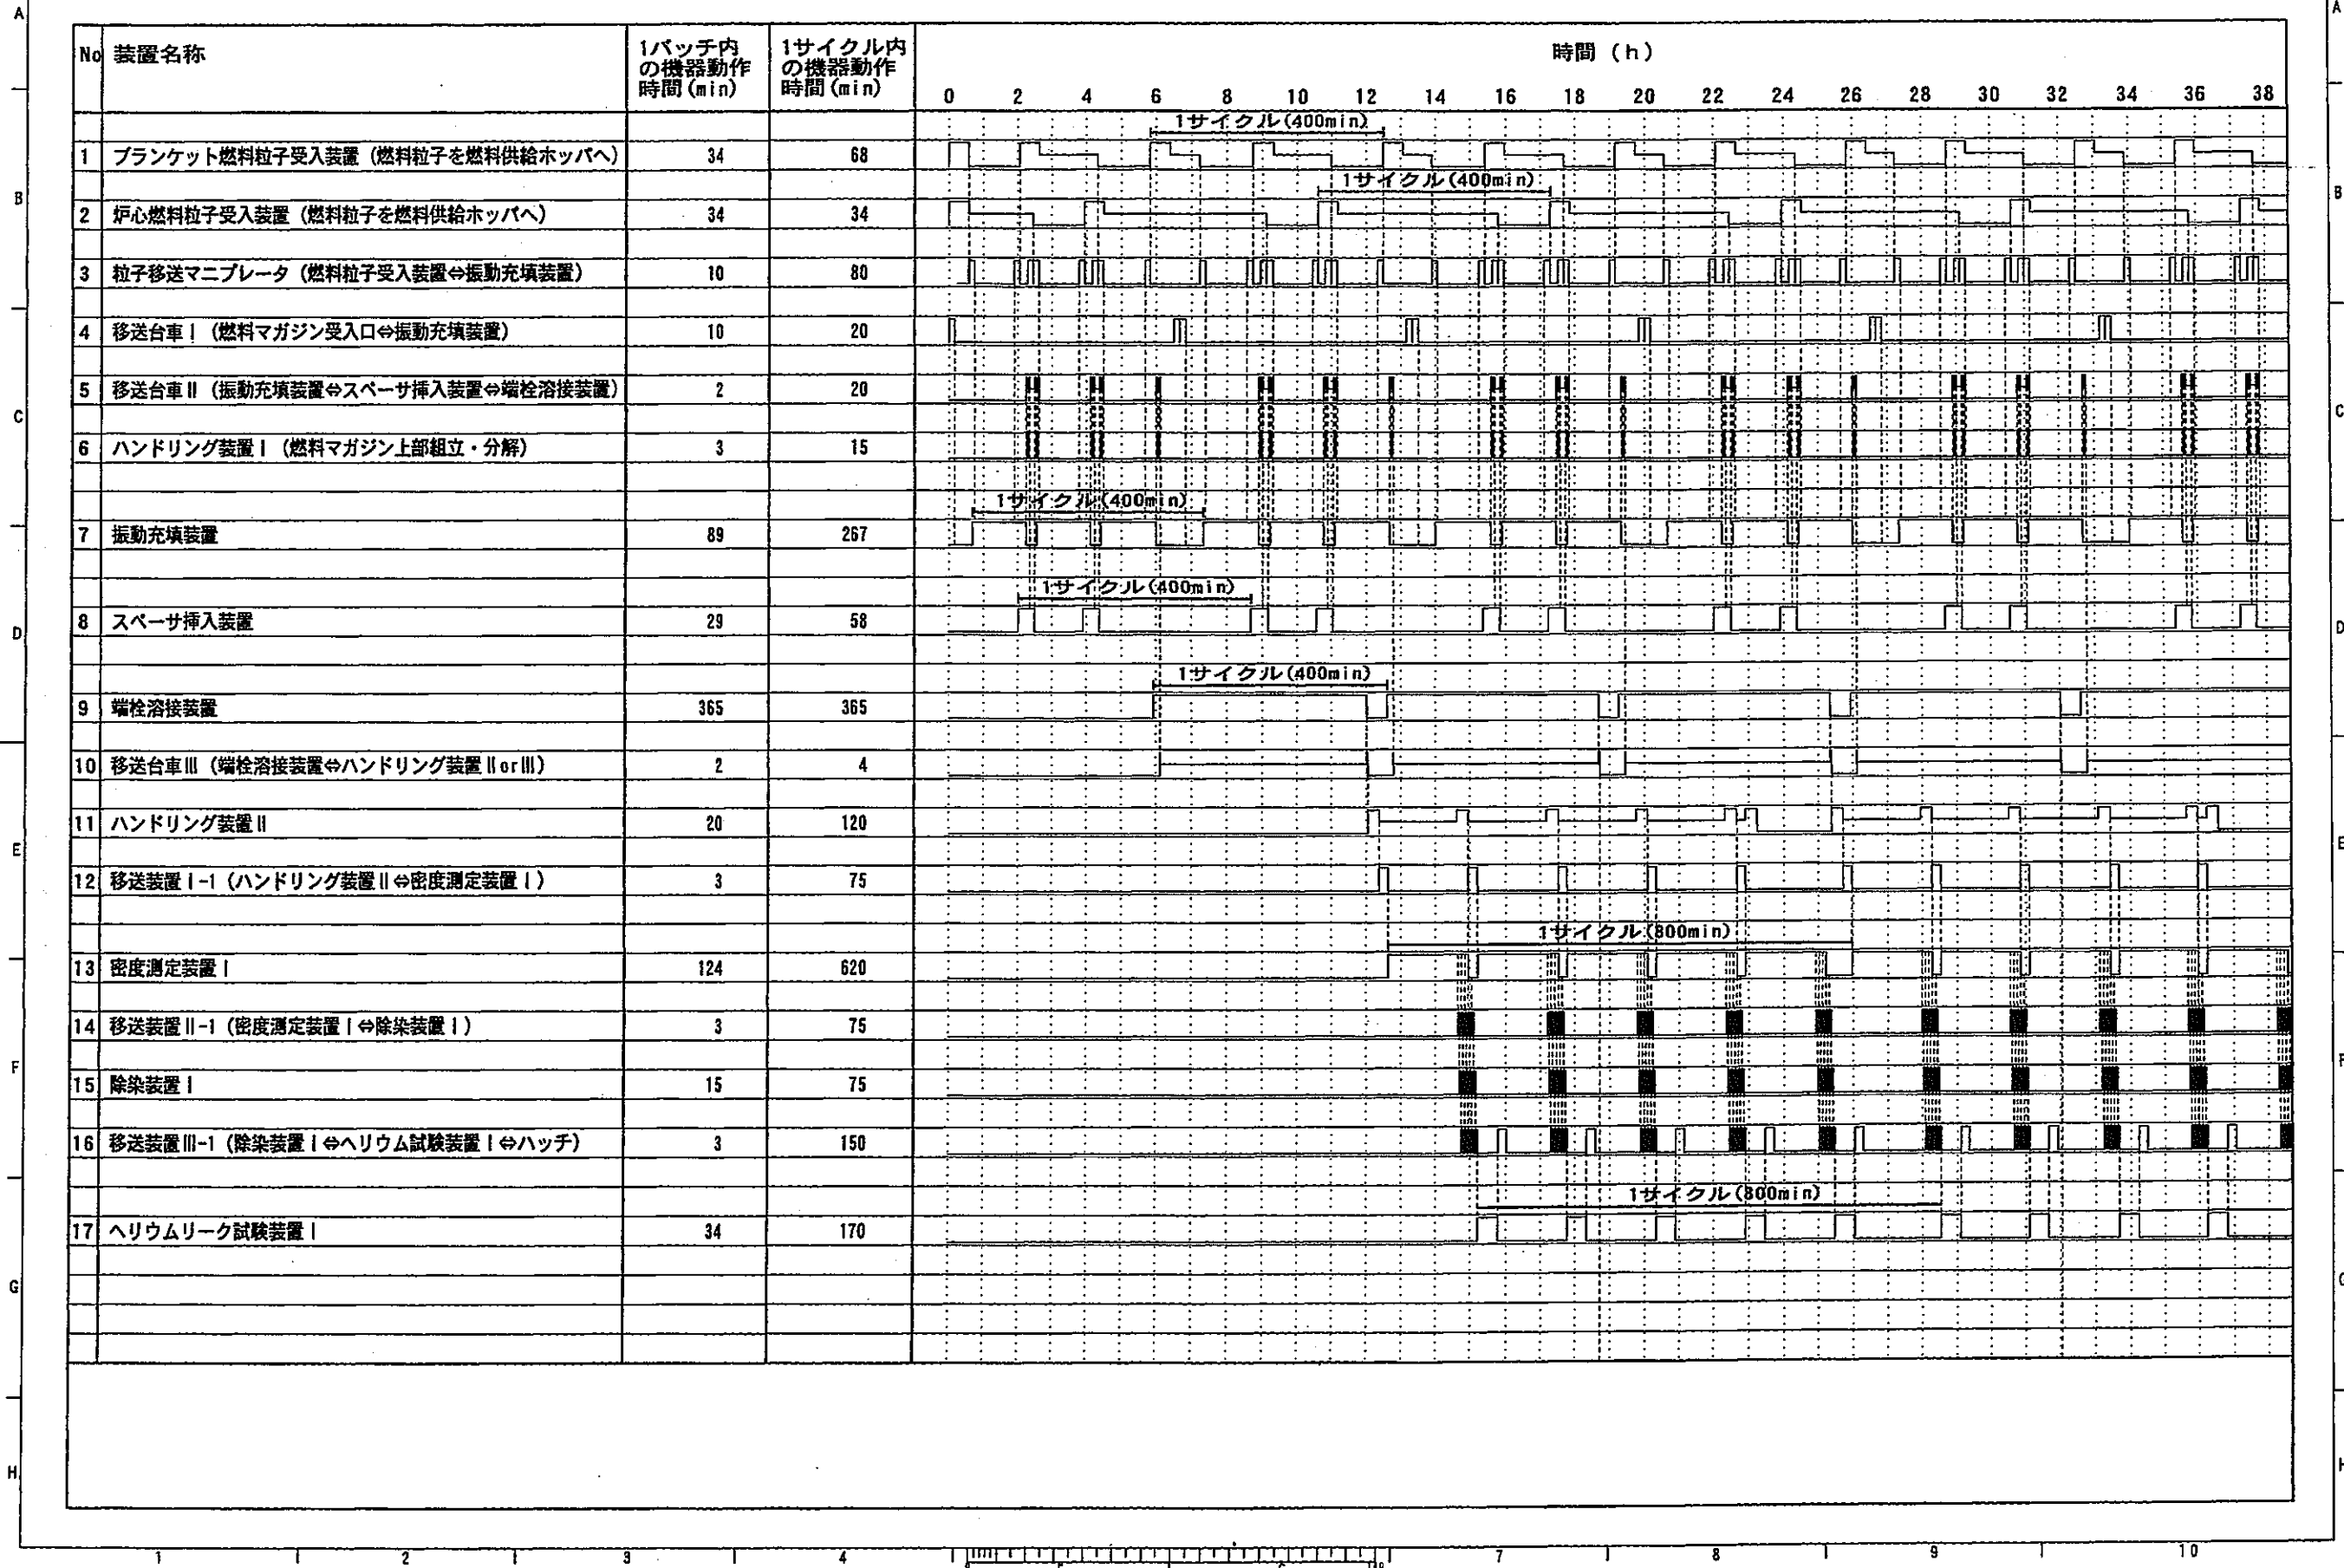 A
A
No 装置名称
1バッチ内の機器動作時間(min)
1サイクル内の機器動作時間(min)
時間 (h)
0 2 4 6 8 10 12 14 16 18 20 22 24 26 28 30 32 34 36 38
1サイクル(400min)
1 ブランケット燃料粒子受入装置 (燃料粒子を燃料供給ホッパへ) 34 68
1サイクル(400min)
B
B
2 炉心燃料粒子受入装置 (燃料粒子を燃料供給ホッパへ) 34 34
3 粒子移送マニプレータ (燃料粒子受入装置⇔振動充填装置) 10 80
4 移送台車Ⅰ (燃料マガジン受入口⇔振動充填装置) 10 20
5 移送台車Ⅱ (振動充填装置⇔スペーサ挿入装置⇔端栓溶接装置) 2 20
C
C
6 ハンドリング装置Ⅰ (燃料マガジン上部組立・分解) 3 15
1サイクル(400min)
7 振動充填装置 89 267
1サイクル(400min)
8 スペーサ挿入装置 29 58
D
D
1サイクル(400min)
9 端栓溶接装置 365 365
10 移送台車Ⅲ (端栓溶接装置⇔ハンドリング装置ⅡorⅢ) 2 4
11 ハンドリング装置Ⅱ 20 120
E
E
12 移送装置Ⅰ-1 (ハンドリング装置Ⅱ⇔密度測定装置Ⅰ) 3 75
1サイクル(800min)
13 密度測定装置Ⅰ 124 620
14 移送装置Ⅱ-1 (密度測定装置Ⅰ⇔除染装置Ⅰ) 3 75
F
F
15 除染装置Ⅰ 15 75
16 移送装置Ⅲ-1 (除染装置Ⅰ⇔ヘリウム試験装置Ⅰ⇔ハッチ) 3 150
1サイクル(800min)
17 ヘリウムリーク試験装置Ⅰ 34 170
G
G
H
H
1 2 3 4 7 8 9 10